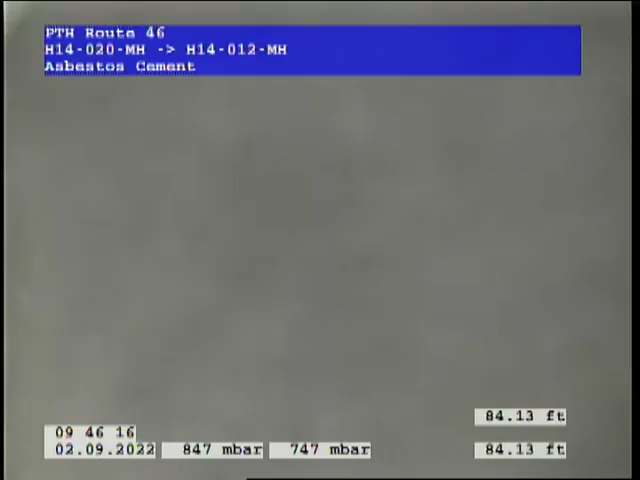 PTH Route 46
H14-020-MH -> H14-012-MH
Asbestos Cement
84.13 ft
09 46 16
02.09.2022 847 mbar 747 mbar 84.13 ft